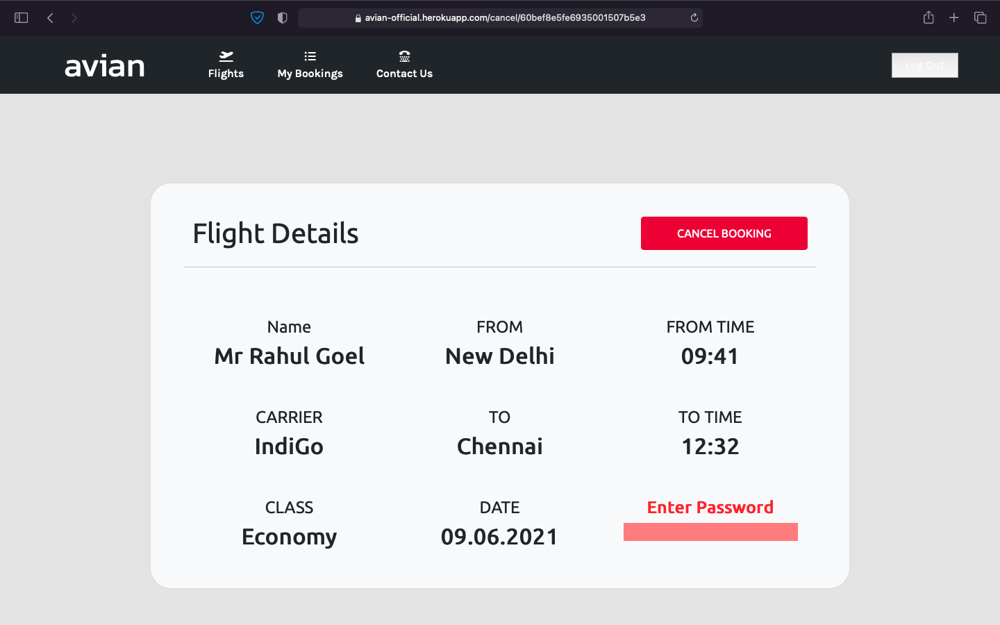 avian-official.herokuapp.com/cancel/60bef8e5fe6935001507b5e3
avian
Flights
My Bookings
Contact Us
Log Out
Flight Details
CANCEL BOOKING
Name
FROM
FROM TIME
Mr Rahul Goel
New Delhi
09:41
CARRIER
TO
TO TIME
IndiGo
Chennai
12:32
CLASS
DATE
Enter Password
Economy
09.06.2021